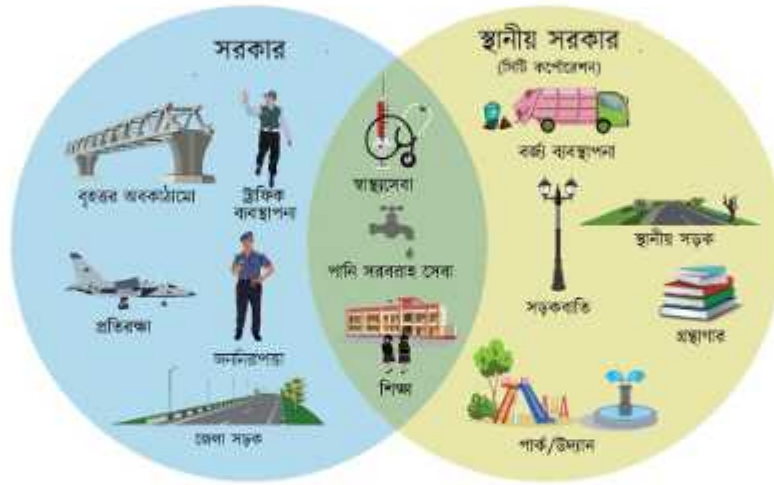 সরকার
বৃহত্তর অবকাঠামো
ট্রাফিক
ব্যবস্থাপনা
প্রতিরক্ষা
জননিরপত্তা
জেলা সড়ক
স্বাস্থ্যসেবা
পানি সরবরাহ সেবা
শিক্ষা
স্থানীয় সরকার
(সিটি কর্পোরেশন)
বর্জ্য ব্যবস্থাপনা
সড়কবাতি
স্থানীয় সড়ক
গ্রন্থাগার
পার্ক/উদ্যান